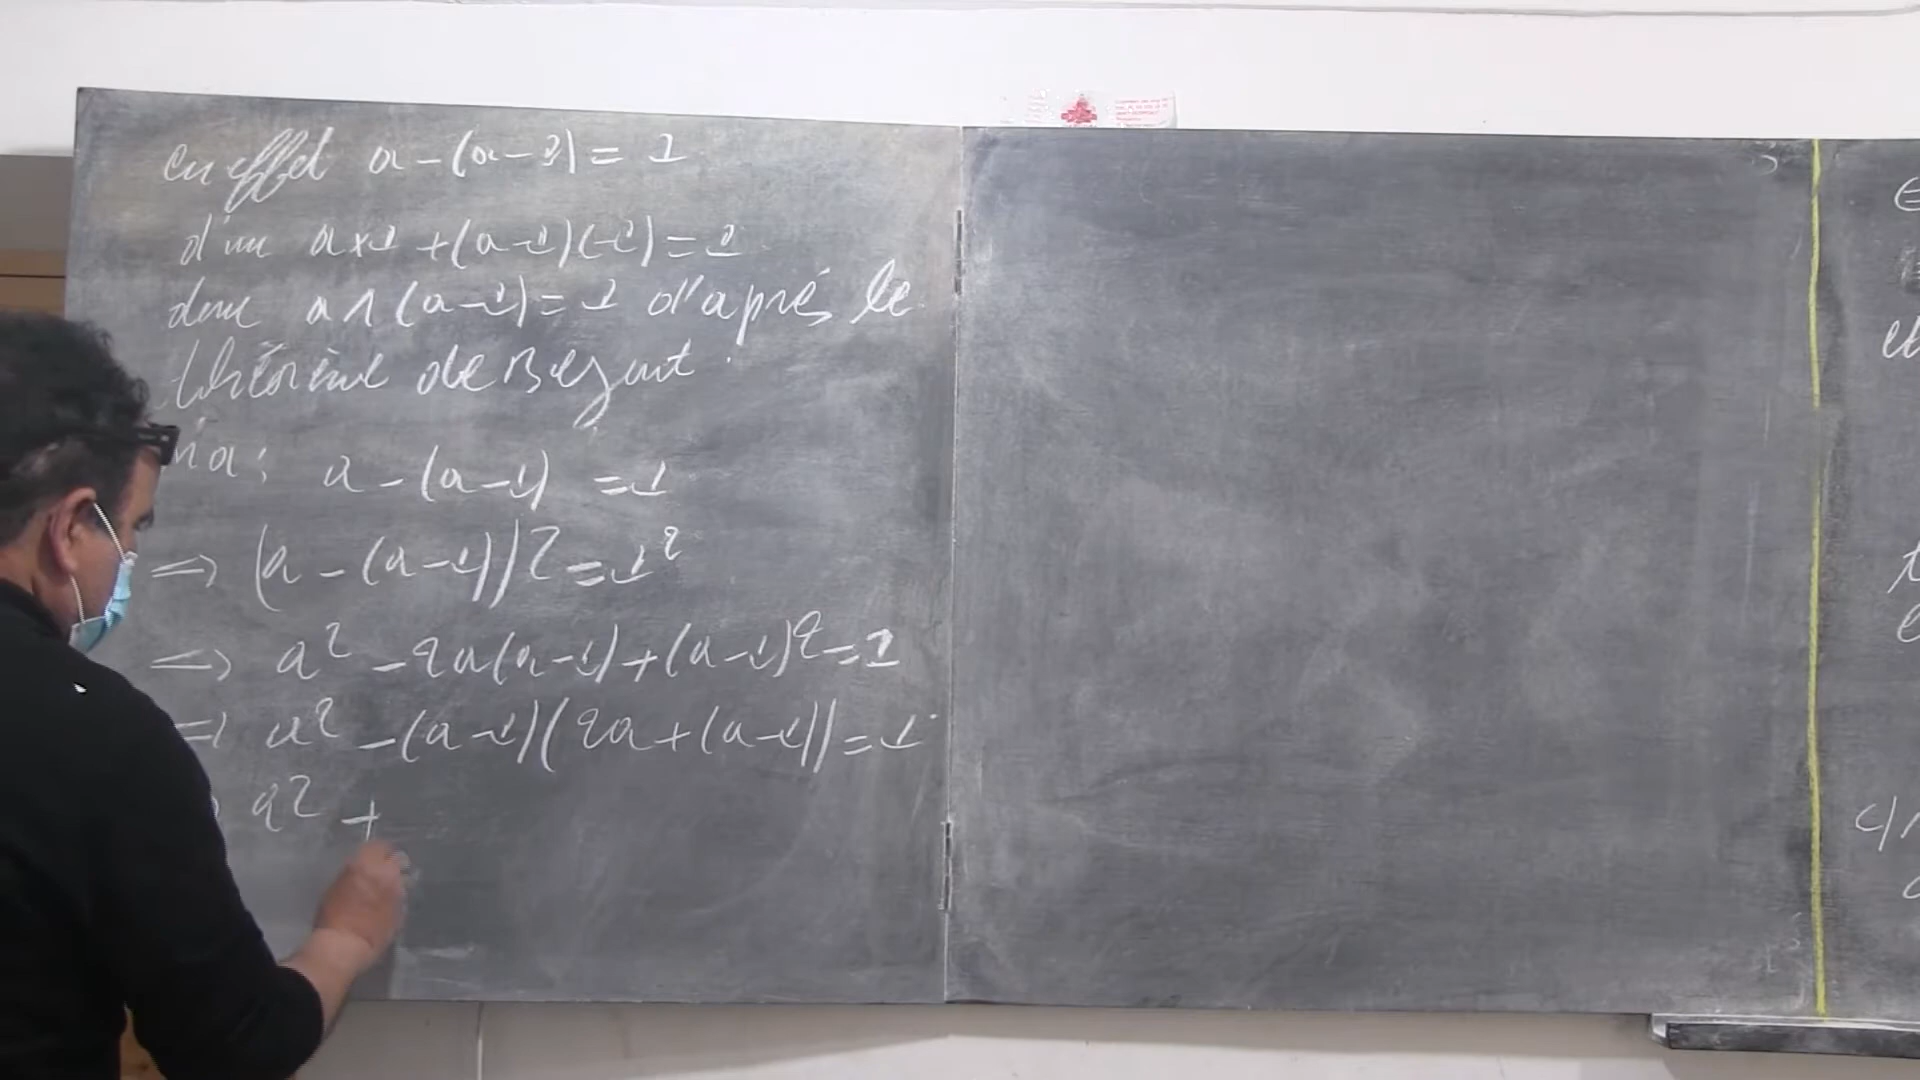 en effet a-(a-1)=1
d'où a×1+(a-1)(-1)=1
donc a∧(a-1)=1 d'après le
théorème de Bezout.
on a: a-(a-1)=1
⇒ (a-(a-1))²=1²
⇒ a²-2a(a-1)+(a-1)²=1
⇒ a²-(a-1)(2a+(a-1))=1
⇒ a²+